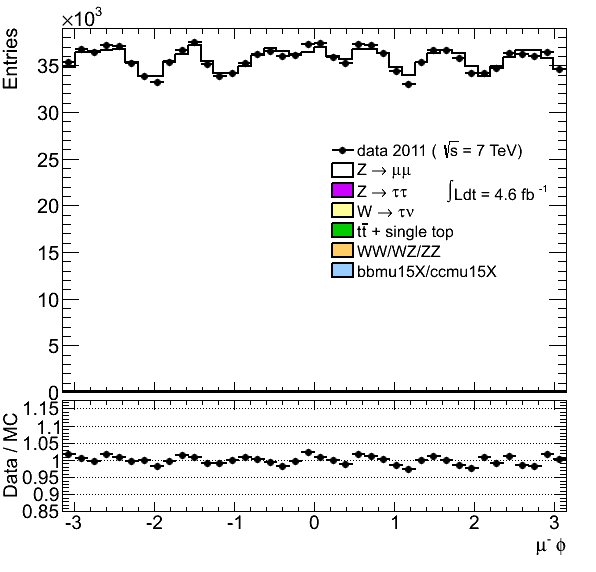 ×10³
Entries
35
30
25
20
15
10
5
0
data 2011 ( √s = 7 TeV)
Z → μμ
Z → ττ
∫Ldt = 4.6 fb⁻¹
W → τν
tt̅ + single top
WW/WZ/ZZ
bbmu15X/ccmu15X
Data / MC
1.15
1.1
1.05
1
0.95
0.9
0.85
-3 -2 -1 0 1 2 3
μ⁻ ϕ